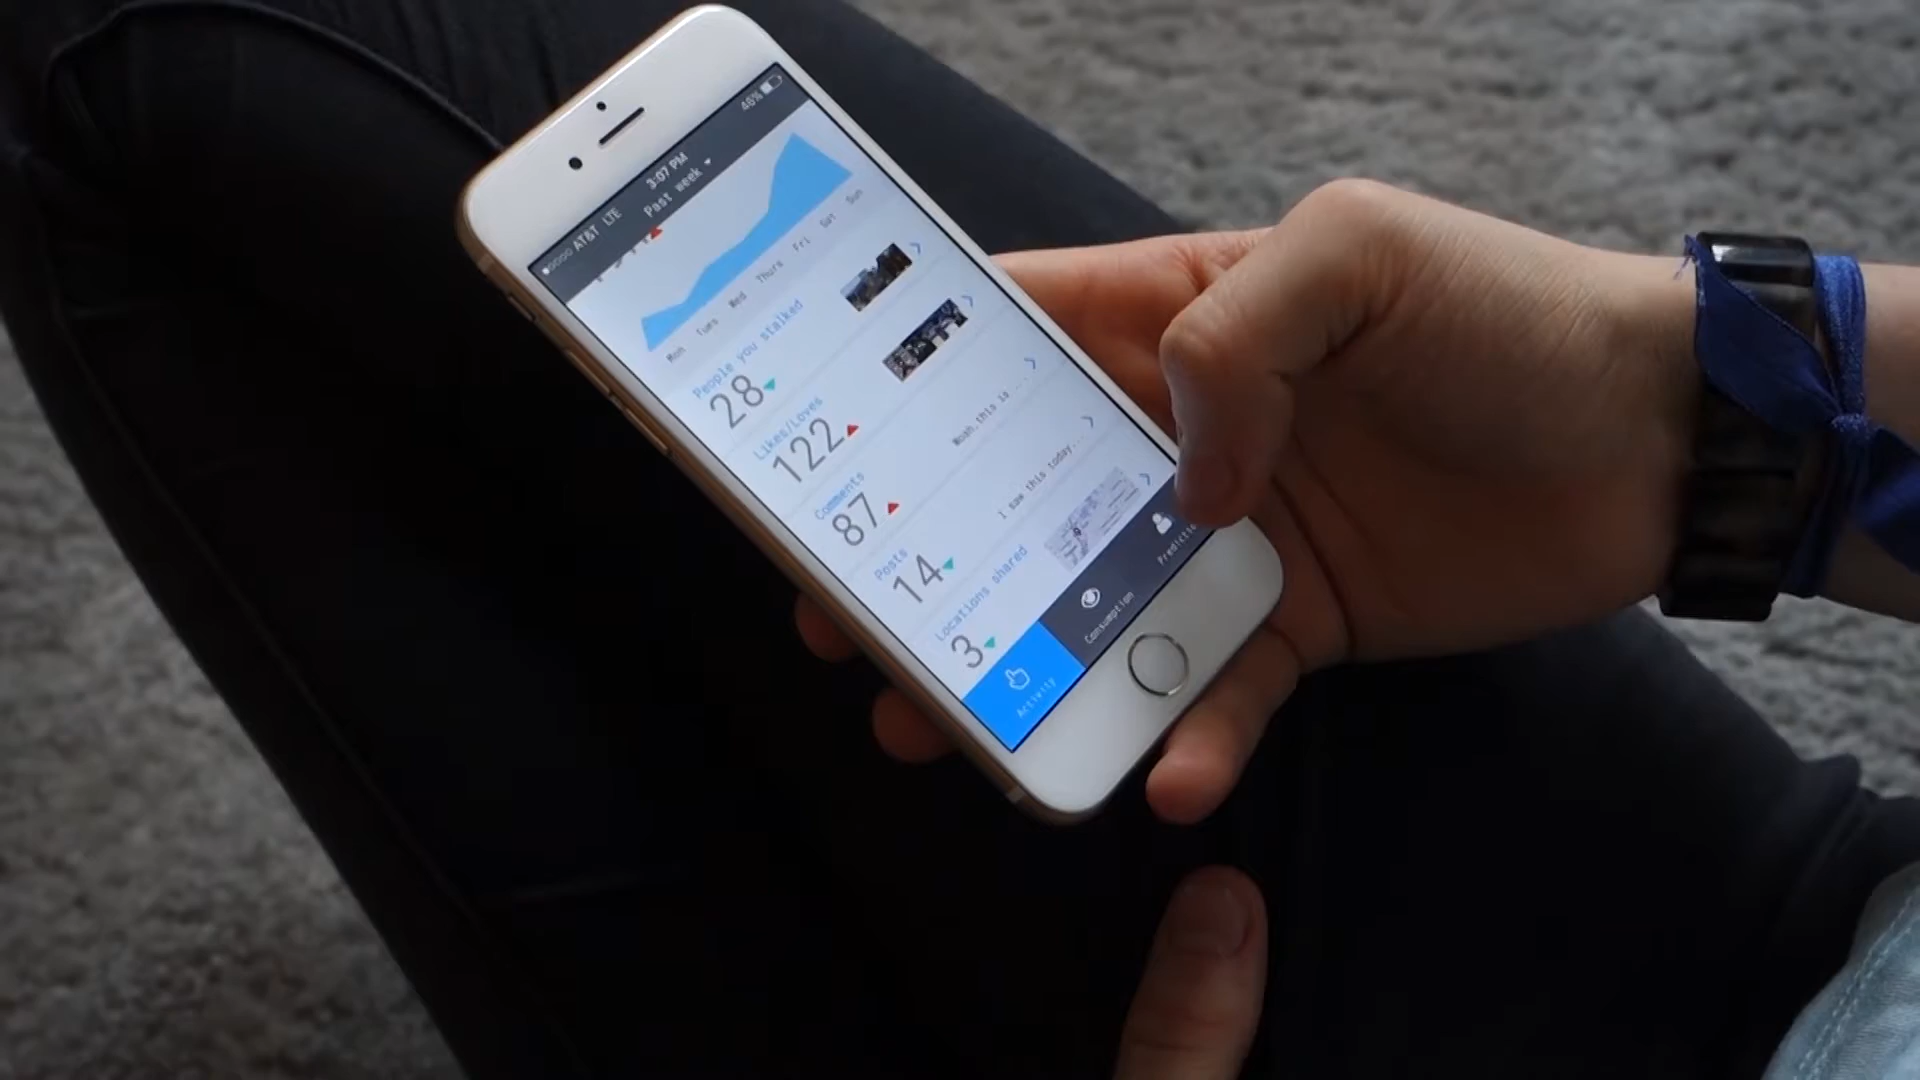 AT&T LTE 3:07 PM 46%
Past week
Mon Tues Wed Thurs Fri Sat Sun
People you stalked
28
Likes/Loves
122
Comments
87
Woah, this is ...
Posts
14
I saw this today...
Locations shared
3
Activity Consumption Predictio